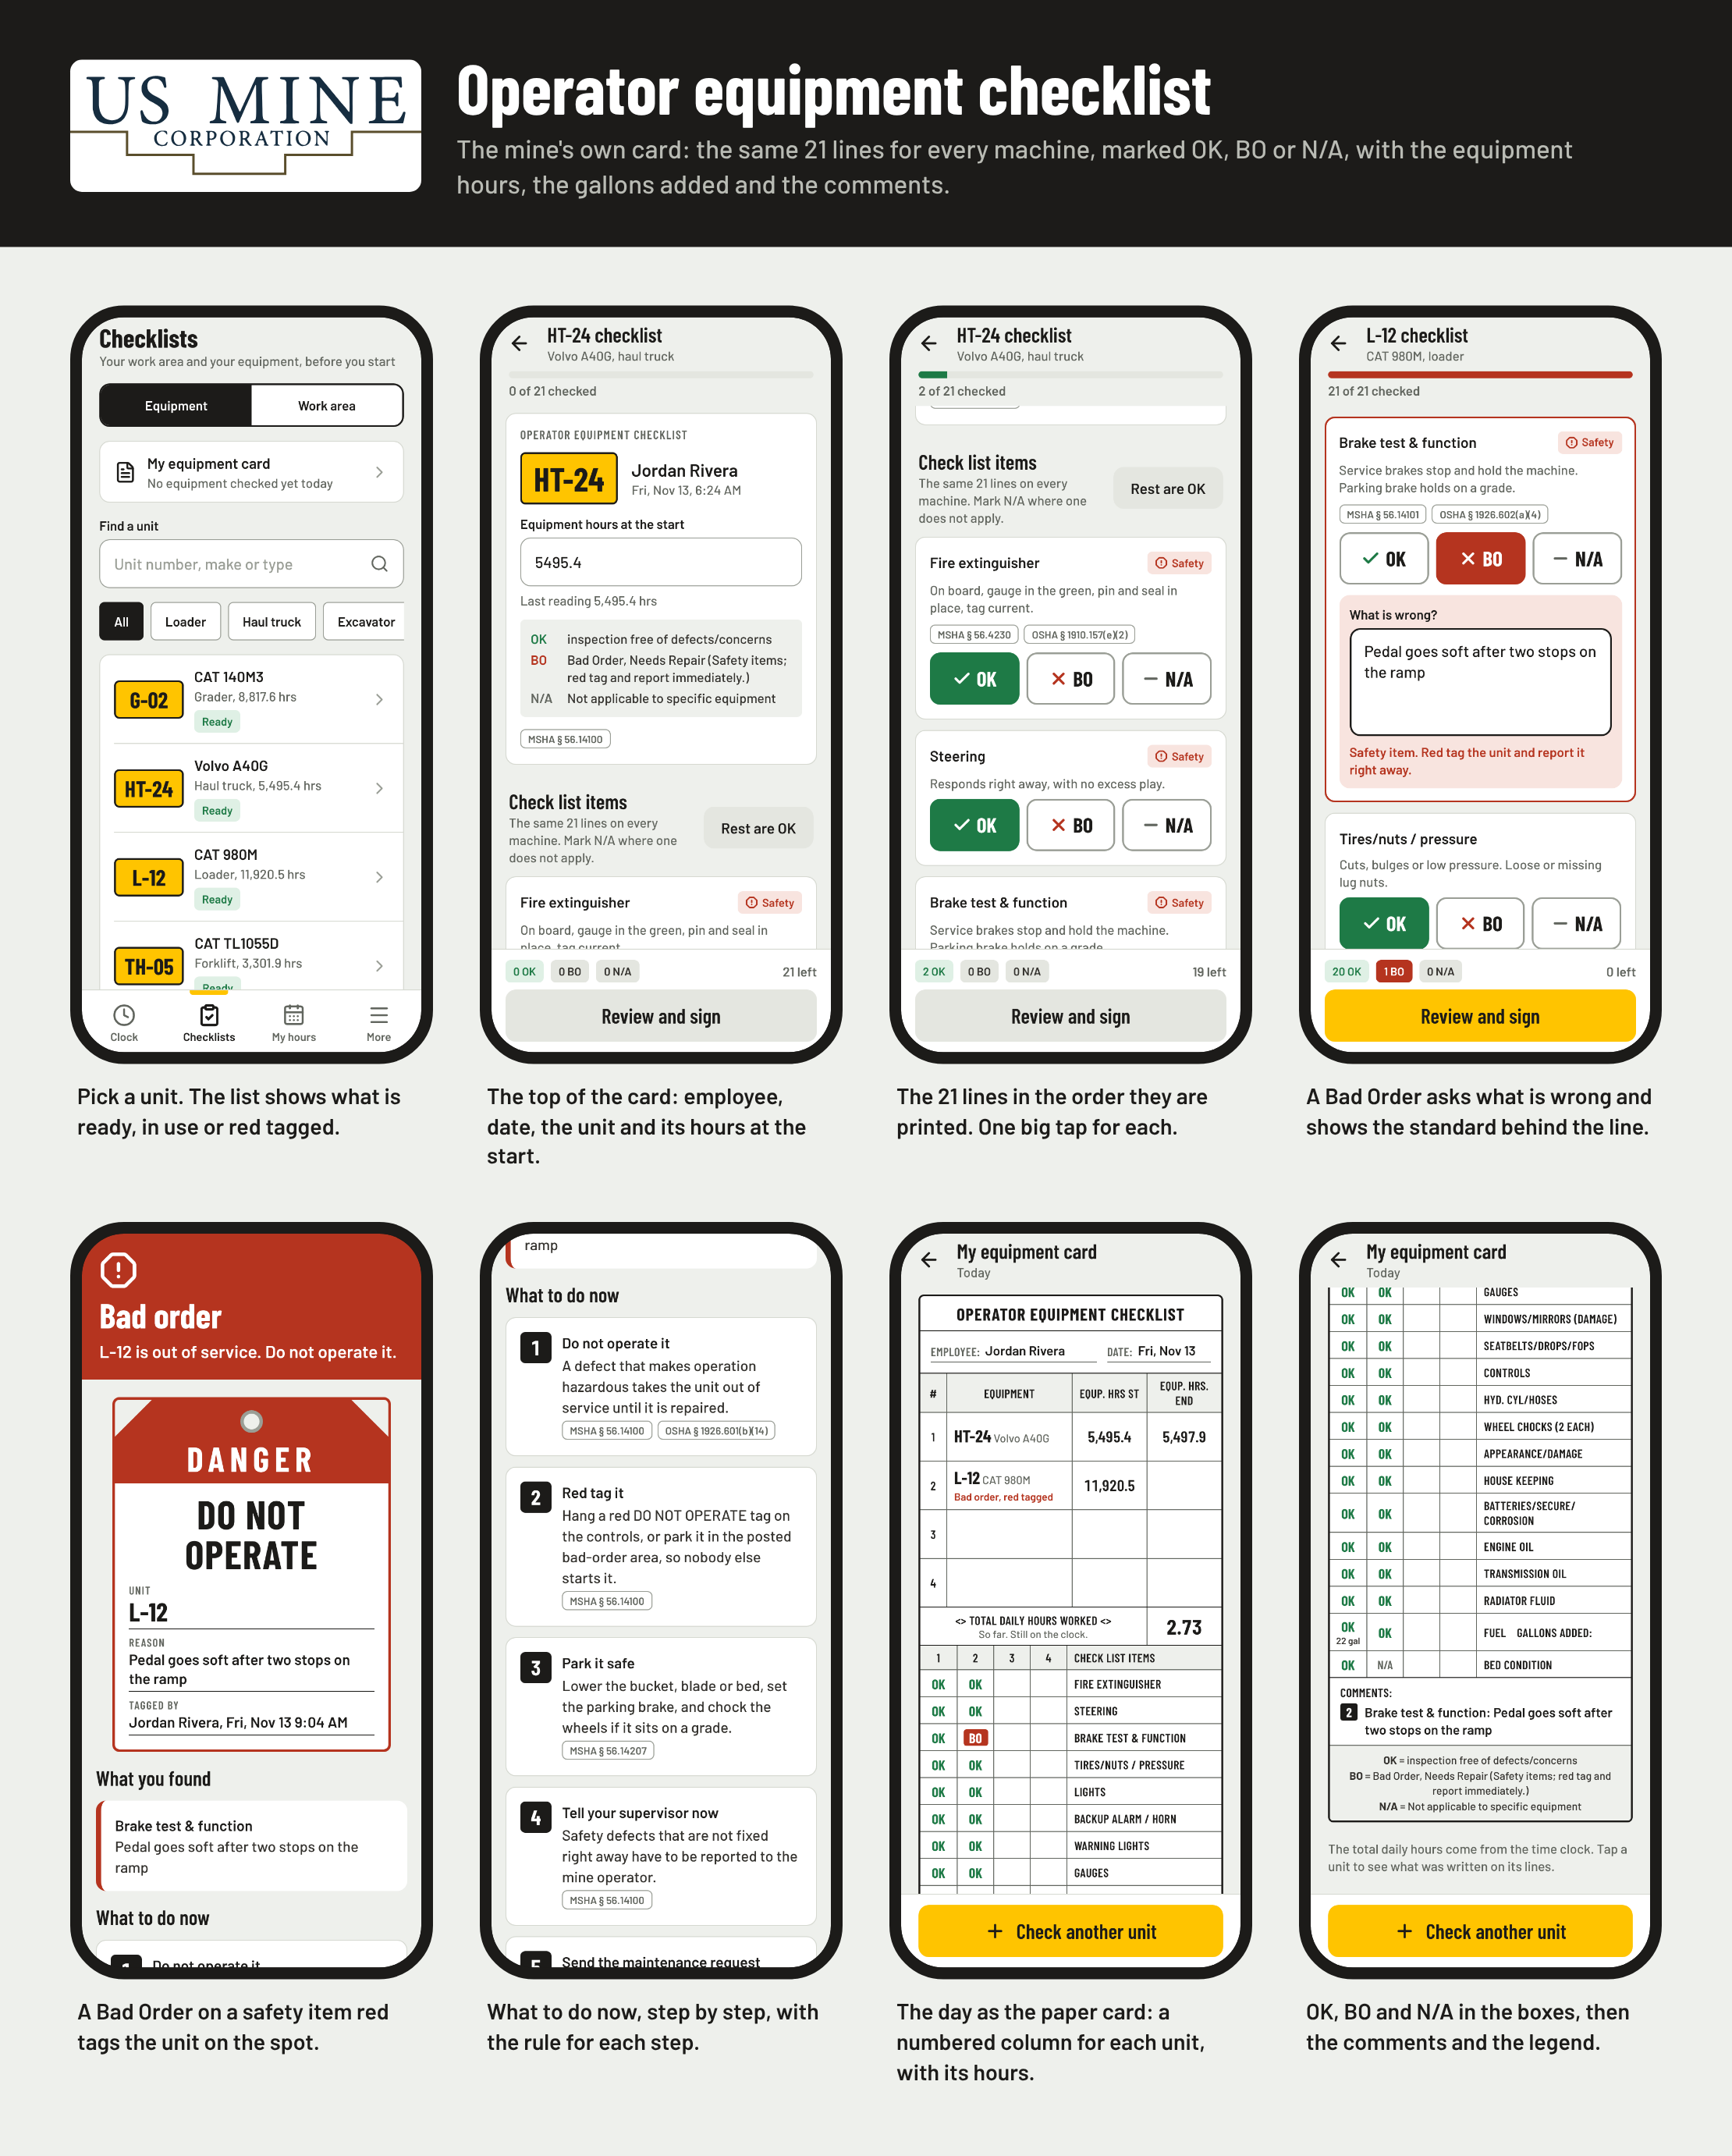 US MINE
CORPORATION
Operator equipment checklist
The mine's own card: the same 21 lines for every machine, marked OK, BO or N/A, with the equipment
hours, the gallons added and the comments.
Checklists
Your work area and your equipment, before you start
Equipment
Work area
My equipment card
No equipment checked yet today
Find a unit
Unit number, make or type
All
Loader
Haul truck
Excavator
G-02
CAT 140M3
Grader, 8,817.6 hrs
Ready
HT-24
Volvo A40G
Haul truck, 5,495.4 hrs
Ready
L-12
CAT 980M
Loader, 11,920.5 hrs
Ready
TH-05
CAT TL1055D
Forklift, 3,301.9 hrs
Ready
Clock
Checklists
My hours
More
Pick a unit. The list shows what is
ready, in use or red tagged.
HT-24 checklist
Volvo A40G, haul truck
0 of 21 checked
OPERATOR EQUIPMENT CHECKLIST
HT-24
Jordan Rivera
Fri, Nov 13, 6:24 AM
Equipment hours at the start
5495.4
Last reading 5,495.4 hrs
OK inspection free of defects/concerns
BO Bad Order, Needs Repair (Safety items;
red tag and report immediately.)
N/A Not applicable to specific equipment
MSHA § 56.14100
Check list items
The same 21 lines on every
machine. Mark N/A where one
does not apply.
Rest are OK
Fire extinguisher
Safety
On board, gauge in the green, pin and seal in
place, tag current.
0 OK
0 BO
0 N/A
21 left
Review and sign
The top of the card: employee,
date, the unit and its hours at the
start.
HT-24 checklist
Volvo A40G, haul truck
2 of 21 checked
Check list items
The same 21 lines on every
machine. Mark N/A where one
does not apply.
Rest are OK
Fire extinguisher
Safety
On board, gauge in the green, pin and seal in
place, tag current.
MSHA § 56.4230
OSHA § 1910.157(e)(2)
OK
BO
N/A
Steering
Safety
Responds right away, with no excess play.
OK
BO
N/A
Brake test & function
Safety
Service brakes stop and hold the machine.
Parking brake holds on a grade.
2 OK
0 BO
0 N/A
19 left
Review and sign
The 21 lines in the order they are
printed. One big tap for each.
L-12 checklist
CAT 980M, loader
21 of 21 checked
Brake test & function
Safety
Service brakes stop and hold the machine.
Parking brake holds on a grade.
MSHA § 56.14101
OSHA § 1926.602(a)(4)
OK
BO
N/A
What is wrong?
Pedal goes soft after two stops on
the ramp
Safety item. Red tag the unit and report it
right away.
Tires/nuts / pressure
Cuts, bulges or low pressure. Loose or missing
lug nuts.
OK
BO
N/A
20 OK
1 BO
0 N/A
0 left
Review and sign
A Bad Order asks what is wrong and
shows the standard behind the line.
Bad order
L-12 is out of service. Do not operate it.
DANGER
DO NOT
OPERATE
UNIT
L-12
REASON
Pedal goes soft after two stops on
the ramp
TAGGED BY
Jordan Rivera, Fri, Nov 13 9:04 AM
What you found
Brake test & function
Pedal goes soft after two stops on the
ramp
What to do now
1
Do not operate it
A Bad Order on a safety item red
tags the unit on the spot.
ramp
What to do now
1
Do not operate it
A defect that makes operation
hazardous takes the unit out of
service until it is repaired.
MSHA § 56.14100
OSHA § 1926.601(b)(14)
2
Red tag it
Hang a red DO NOT OPERATE tag on
the controls, or park it in the posted
bad-order area, so nobody else
starts it.
MSHA § 56.14100
3
Park it safe
Lower the bucket, blade or bed, set
the parking brake, and chock the
wheels if it sits on a grade.
MSHA § 56.14207
4
Tell your supervisor now
Safety defects that are not fixed
right away have to be reported to the
mine operator.
MSHA § 56.14100
5
Send the maintenance request
What to do now, step by step, with
the rule for each step.
My equipment card
Today
OPERATOR EQUIPMENT CHECKLIST
EMPLOYEE: Jordan Rivera
DATE: Fri, Nov 13
# EQUIPMENT EQUP. HRS ST EQUP. HRS.
END
1 HT-24 Volvo A40G 5,495.4 5,497.9
2 L-12 CAT 980M 11,920.5
Bad order, red tagged
3
4
<> TOTAL DAILY HOURS WORKED <> 2.73
So far. Still on the clock.
1 2 3 4 CHECK LIST ITEMS
OK OK FIRE EXTINGUISHER
OK OK STEERING
OK BO BRAKE TEST & FUNCTION
OK OK TIRES/NUTS / PRESSURE
OK OK LIGHTS
OK OK BACKUP ALARM / HORN
OK OK WARNING LIGHTS
OK OK GAUGES
Check another unit
The day as the paper card: a
numbered column for each unit,
with its hours.
My equipment card
Today
OK OK GAUGES
OK OK WINDOWS/MIRRORS (DAMAGE)
OK OK SEATBELTS/DROPS/FOPS
OK OK CONTROLS
OK OK HYD. CYL/HOSES
OK OK WHEEL CHOCKS (2 EACH)
OK OK APPEARANCE/DAMAGE
OK OK HOUSE KEEPING
OK OK BATTERIES/SECURE/
CORROSION
OK OK ENGINE OIL
OK OK TRANSMISSION OIL
OK OK RADIATOR FLUID
OK OK FUEL GALLONS ADDED:
22 gal
OK N/A BED CONDITION
COMMENTS:
2 Brake test & function: Pedal goes soft after
two stops on the ramp
OK = inspection free of defects/concerns
BO = Bad Order, Needs Repair (Safety items; red tag and
report immediately.)
N/A = Not applicable to specific equipment
The total daily hours come from the time clock. Tap a
unit to see what was written on its lines.
Check another unit
OK, BO and N/A in the boxes, then
the comments and the legend.